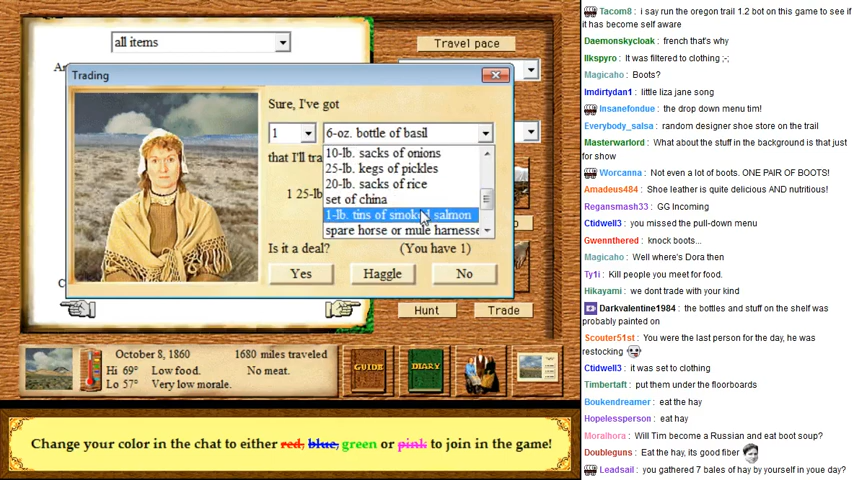 all items
Travel pace
Trading
Sure, I've got
1
6-oz. bottle of basil
10-lb. sacks of onions
25-lb. kegs of pickles
20-lb. sacks of rice
set of china
1-lb. tins of smoked salmon
spare horse or mule harnesse
that I'll tra
1 25-lb
Is it a deal?
(You have 1)
Yes
Haggle
No
Hunt
Trade
October 8, 1860
1680 miles traveled
Hi 69°
Low food.
No meat.
Lo 57°
Very low morale.
GUIDE
DIARY
Change your color in the chat to either red, blue, green or pink to join in the game!
Tacom8 : i say run the oregon trail 1.2 bot on this game to see
if it has become self aware
Daemonskycloak : french that's why
Ilkspyro : It was filtered to clothing ;-;
Magicaho : Boots?
Imdirtydan1 : little liza jane song
Insanefondue : the drop down menu tim!
Everybody_salsa : random designer shoe store on the trail
Masterwarlord : What about the stuff in the background is that just
for show
Worcanna : Not even a lot of boots. ONE PAIR OF BOOTS!
Amadeus484 : Shoe leather is quite delicious AND nutritious!
Regansmash33 : GG Incoming
Ctidwell3 : you missed the pull-down menu
Gwennthered : knock boots...
Magicaho : Well where's Dora then
Ty1i : Kill people you meet for food.
Hikayami : we dont trade with your kind
Darkvalentine1984 : the bottles and stuff on the shelf was
probably painted on
Scouter51st : You were the last person for the day, he was
restocking
Ctidwell3 : it was set to clothing
Timbertaft : put them under the floorboards
Boukendreamer : eat the hay
Hopelessperson : eat hay
Moralhora : Will Tim become a Russian and eat boot soup?
Doubleguns : Eat the hay, its good fiber
Leadsail : you gathered 7 bales of hay by yourself in youe day?